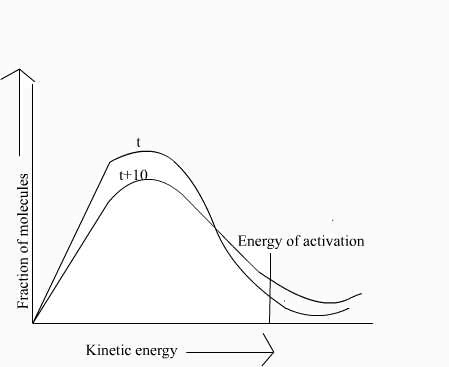 t
t+10
Energy of activation
Fraction of molecules
Kinetic energy